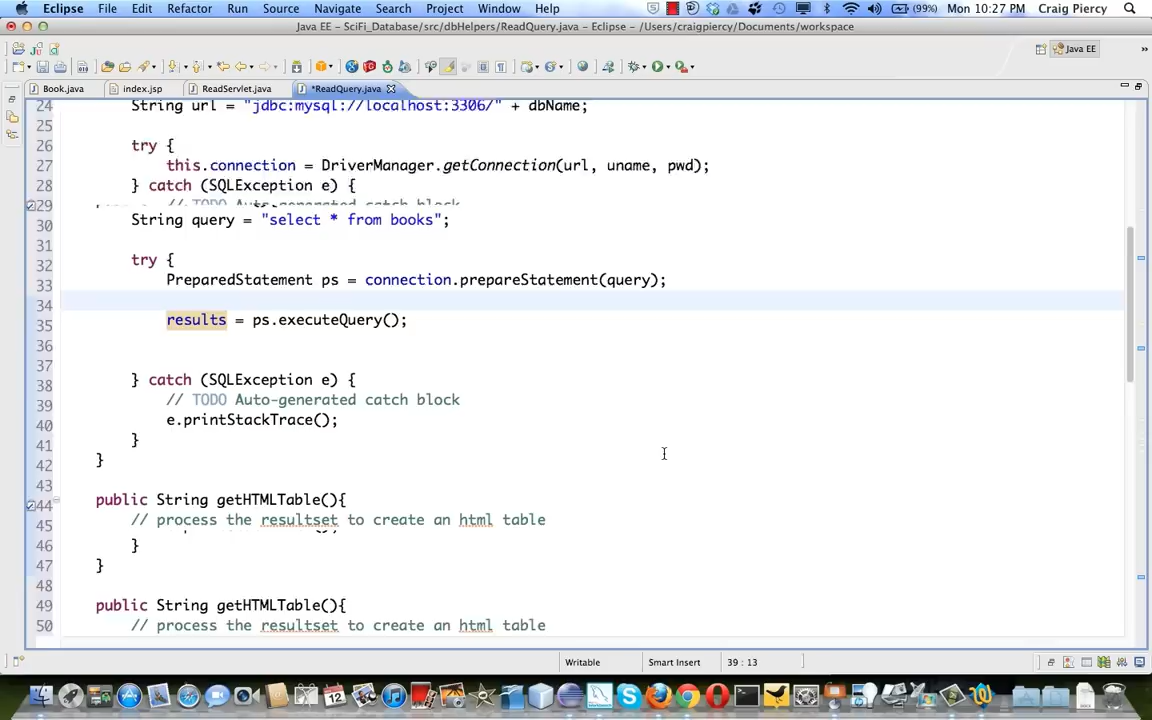 Eclipse File Edit Refactor Run Source Navigate Search Project Window Help (99%) Mon 10:27 PM Craig Piercy
Java EE – SciFi_Database/src/dbHelpers/ReadQuery.java – Eclipse – /Users/craigpiercy/Documents/workspace
Java EE
Book.java index.jsp ReadServlet.java *ReadQuery.java
24 String url = "jdbc:mysql://localhost:3306/" + dbName;
25
26 try {
27 this.connection = DriverManager.getConnection(url, uname, pwd);
28 } catch (SQLException e) {
29 // TODO Auto-generated catch block
30 String query = "select * from books";
31
32 try {
33 PreparedStatement ps = connection.prepareStatement(query);
34
35 results = ps.executeQuery();
36
37
38 } catch (SQLException e) {
39 // TODO Auto-generated catch block
40 e.printStackTrace();
41 }
42 }
43
44 public String getHTMLTable(){
45 // process the resultset to create an html table
46 }
47 }
48
49 public String getHTMLTable(){
50 // process the resultset to create an html table
Writable Smart Insert 39 : 13